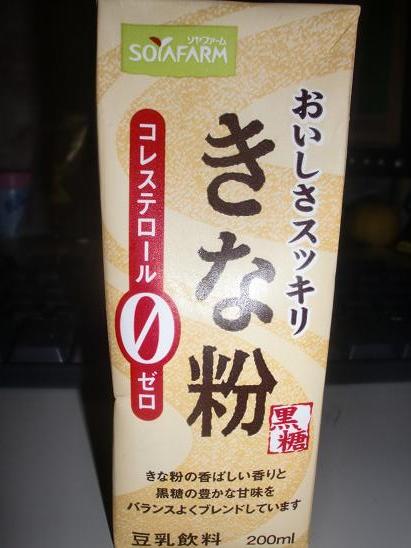 ソヤファーム
SOYAFARM
おいしさスッキリ
きな粉
黒糖
コレステロール0ゼロ
きな粉の香ばしい香りと
黒糖の豊かな甘味を
バランスよくブレンドしています
豆乳飲料 200ml